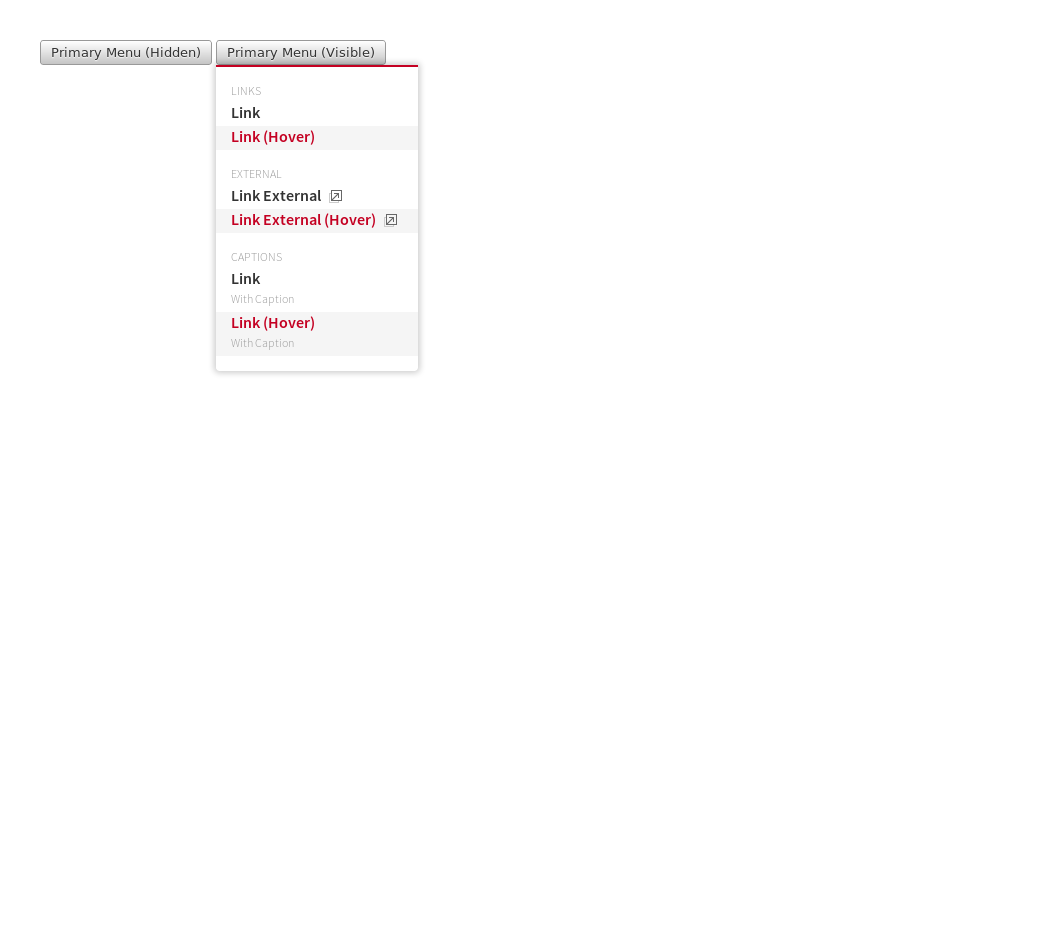 Primary Menu (Hidden) Primary Menu (Visible)
LINKS
Link
Link (Hover)
EXTERNAL
Link External
Link External (Hover)
CAPTIONS
Link
With Caption
Link (Hover)
With Caption